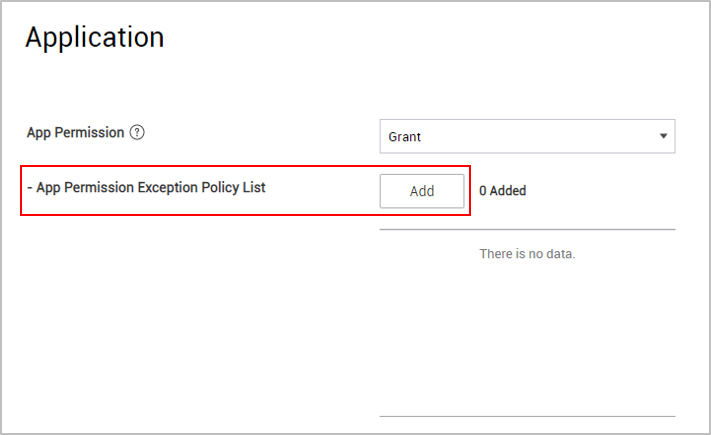 Application
App Permission ?
Grant
- App Permission Exception Policy List
Add
0 Added
There is no data.